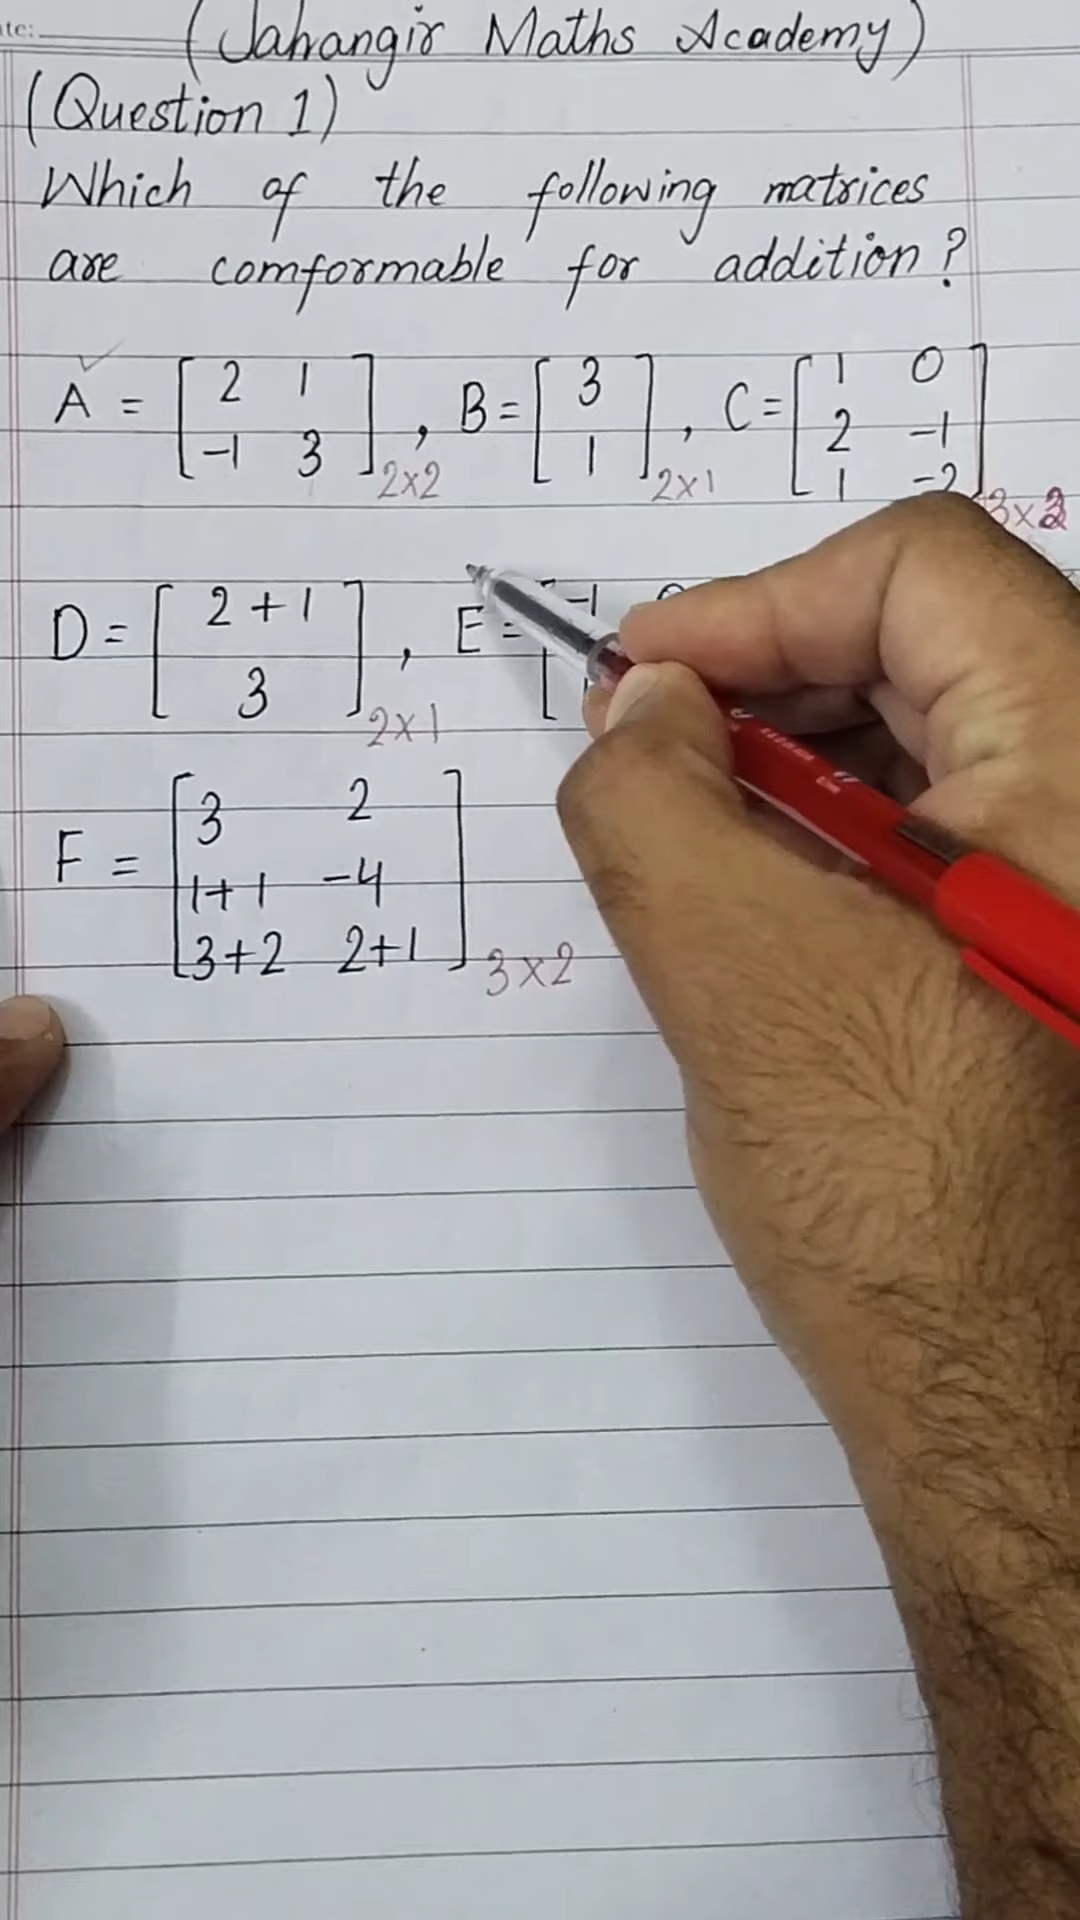 te:
(Jahangir Maths Academy)
(Question 1)
Which of the following matrices
are comformable for addition?
A = [2 1
-1 3] 2×2 , B = [3
1] 2×1 , C = [1 0
2 -1
1 -2] 3×2
D = [2+1
3] 2×1 , E = [-1
F = [3 2
1+1 -4
3+2 2+1] 3×2